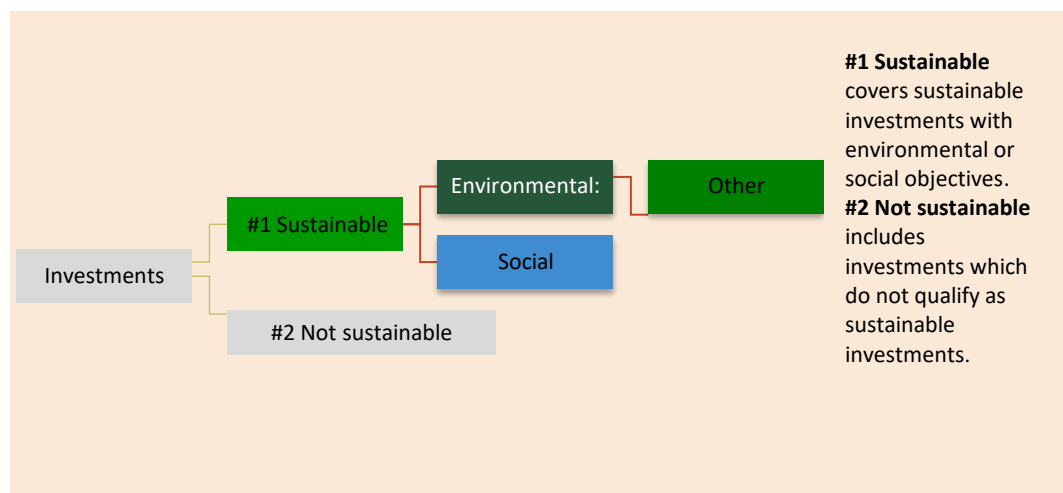 Investments
#1 Sustainable
#2 Not sustainable
Environmental:
Social
Other
#1 Sustainable
covers sustainable
investments with
environmental or
social objectives.
#2 Not sustainable
includes
investments which
do not qualify as
sustainable
investments.